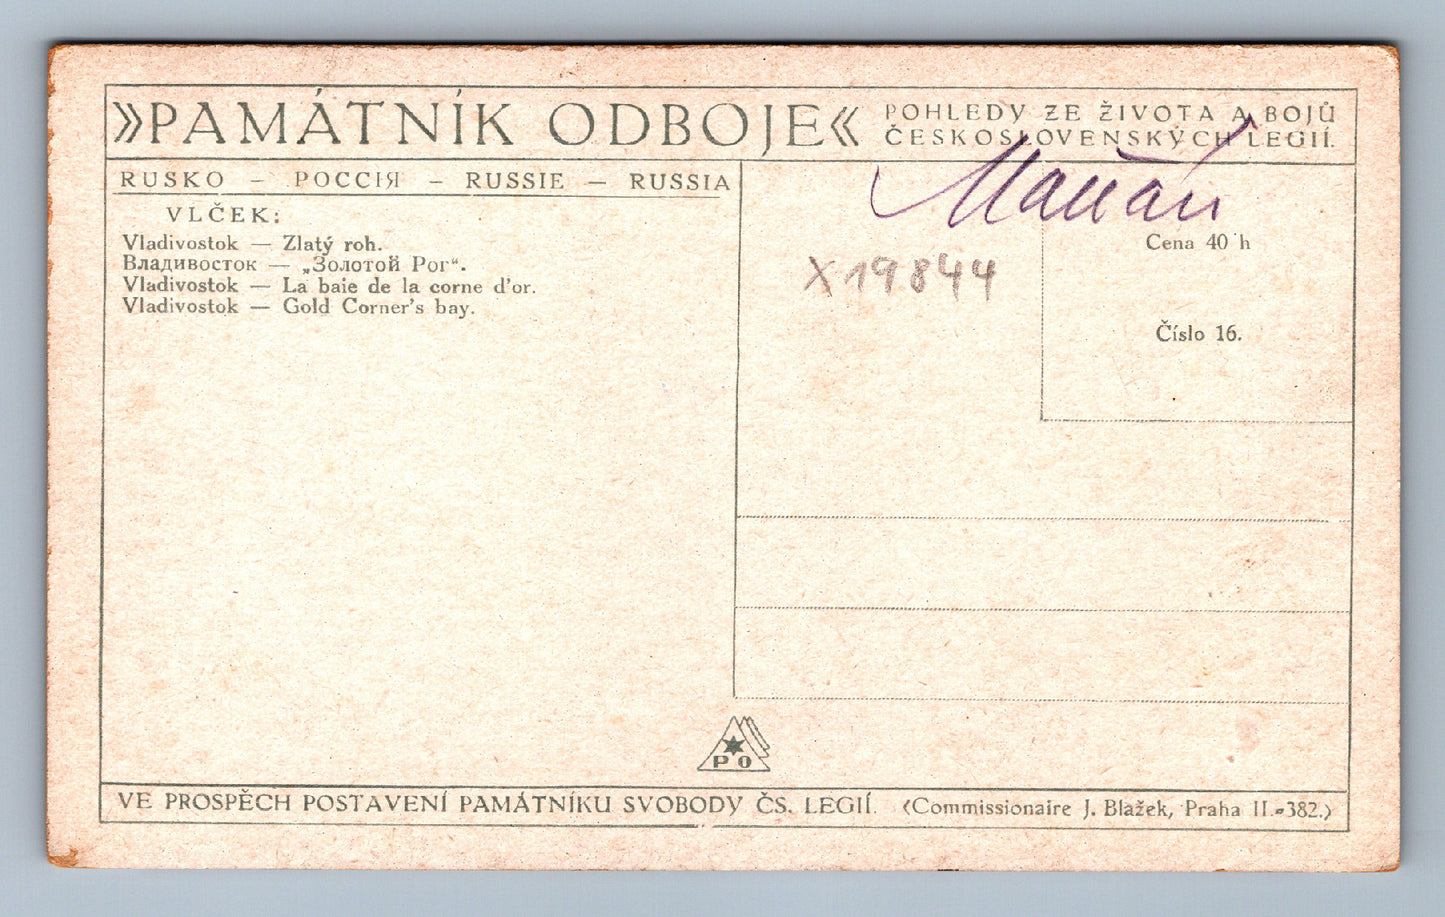 »PAMÁTNÍK ODBOJE«
POHLEDY ZE ŽIVOTA A BOJŮ
ČESKOSLOVENSKÝCH LEGIÍ.
RUSKO – РОССІЯ – RUSSIE – RUSSIA
VLČEK:
Vladivostok — Zlatý roh.
Владивосток — „Золотой Рог“.
Vladivostok — La baie de la corne d'or.
Vladivostok — Gold Corner's bay.
X19844
Cena 40 h
Číslo 16.
PO
VE PROSPĚCH POSTAVENÍ PAMÁTNÍKU SVOBODY ČS. LEGIÍ. (Commissionaire J. Blažek, Praha II.=382.)